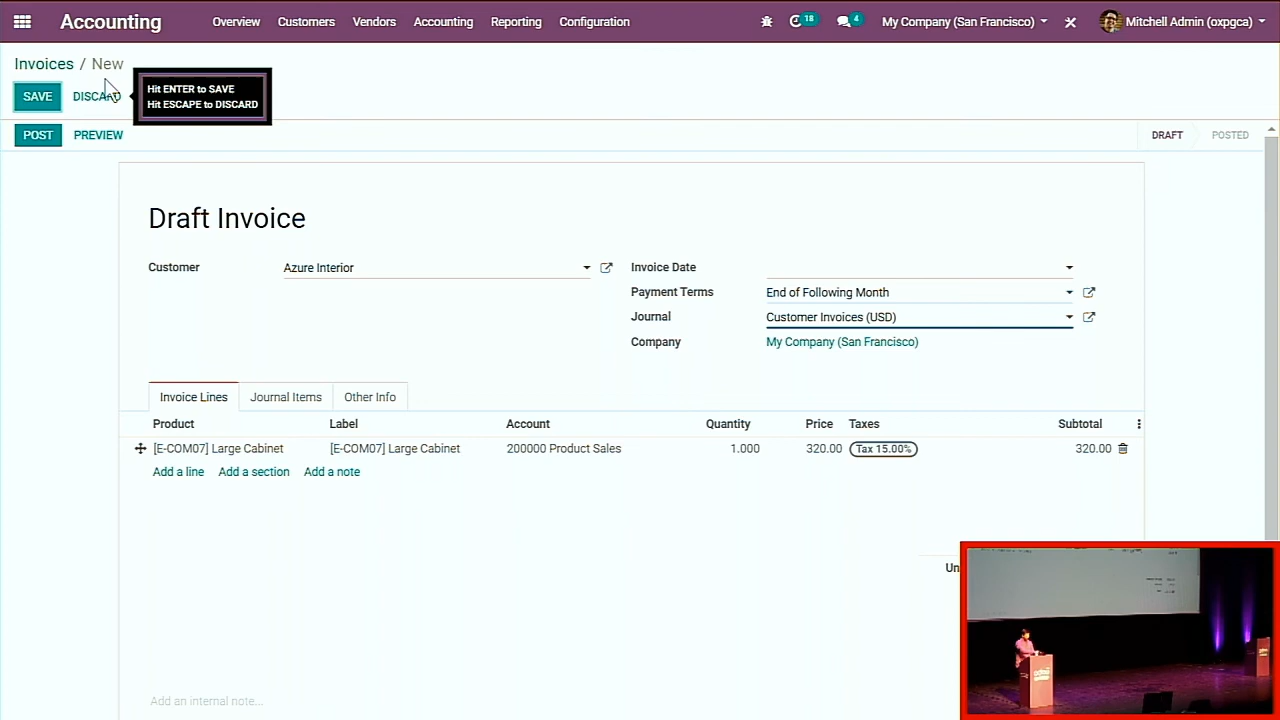 Accounting Overview Customers Vendors Accounting Reporting Configuration 18 4 My Company (San Francisco) Mitchell Admin (oxpgca)
Invoices / New
SAVE DISCARD Hit ENTER to SAVE
Hit ESCAPE to DISCARD
POST PREVIEW DRAFT POSTED
Draft Invoice
Customer Azure Interior Invoice Date
Payment Terms End of Following Month
Journal Customer Invoices (USD)
Company My Company (San Francisco)
Invoice Lines Journal Items Other Info
Product Label Account Quantity Price Taxes Subtotal
[E-COM07] Large Cabinet [E-COM07] Large Cabinet 200000 Product Sales 1.000 320.00 Tax 15.00% 320.00
Add a line Add a section Add a note
Un
Add an internal note...